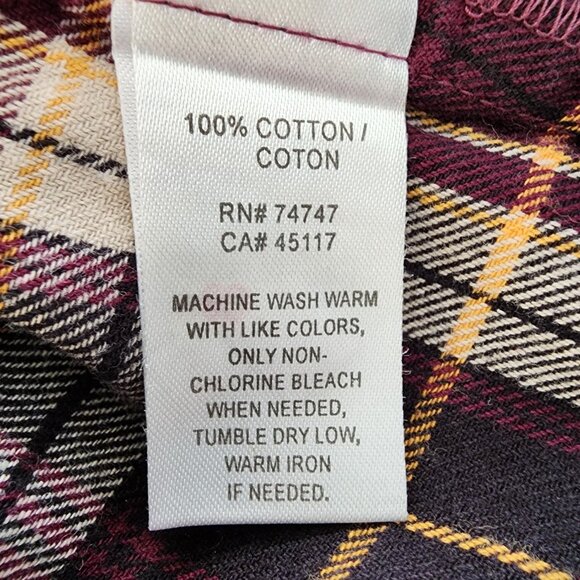 100% COTTON /
COTON
RN# 74747
CA# 45117
MACHINE WASH WARM
WITH LIKE COLORS,
ONLY NON-
CHLORINE BLEACH
WHEN NEEDED,
TUMBLE DRY LOW,
WARM IRON
IF NEEDED.